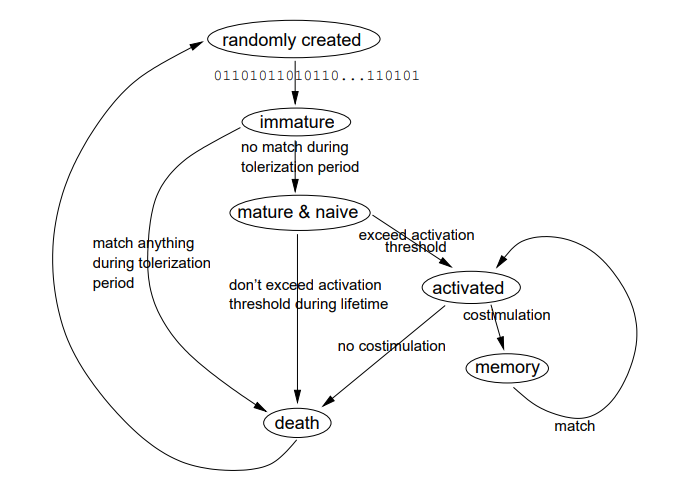 randomly created
01101011010110...110101
immature
no match during
tolerization period
mature & naive
exceed activation
threshold
match anything
during tolerization
period
don't exceed activation
threshold during lifetime
activated
costimulation
no costimulation
memory
death
match